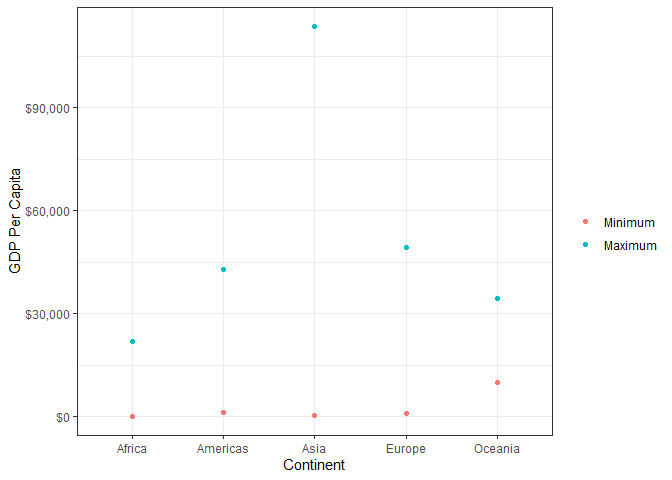 GDP Per Capita
$90,000
$60,000
$30,000
$0
Africa Americas Asia Europe Oceania
Continent
Minimum
Maximum